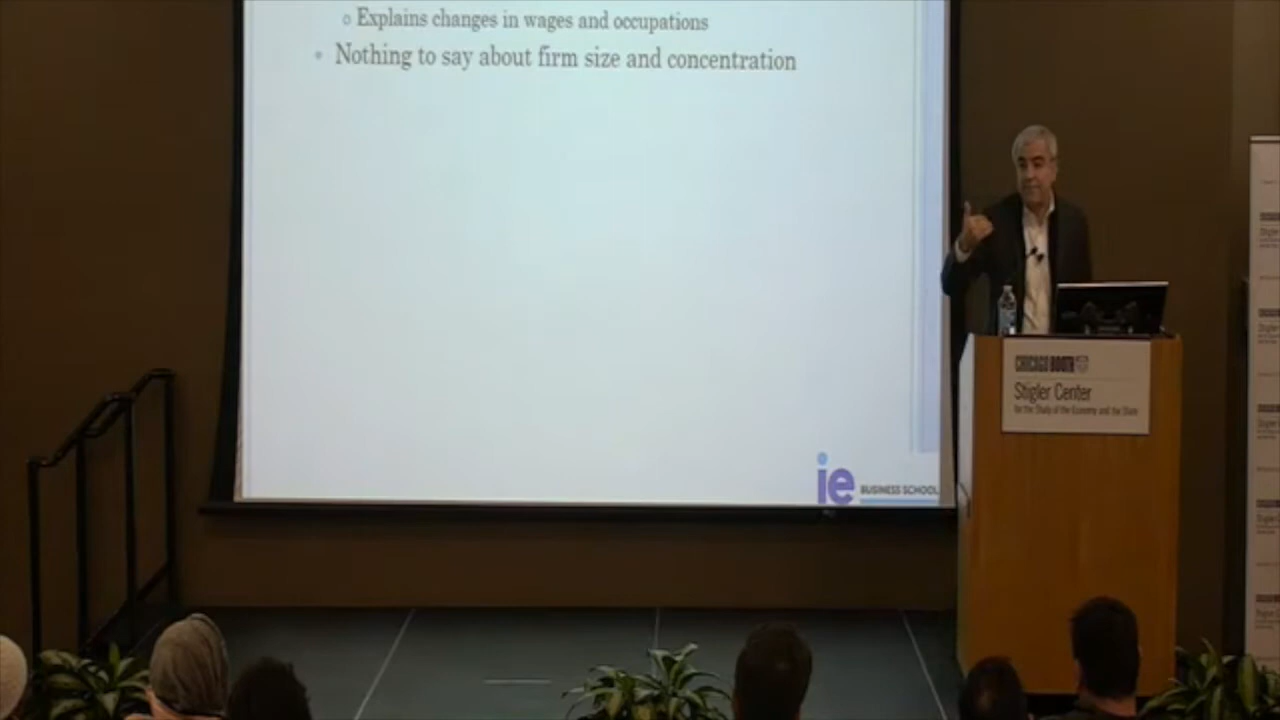 Explains changes in wages and occupations
Nothing to say about firm size and concentration
ie BUSINESS SCHOOL
CHICAGO BOOTH
Stigler Center
for the Study of the Economy and the State